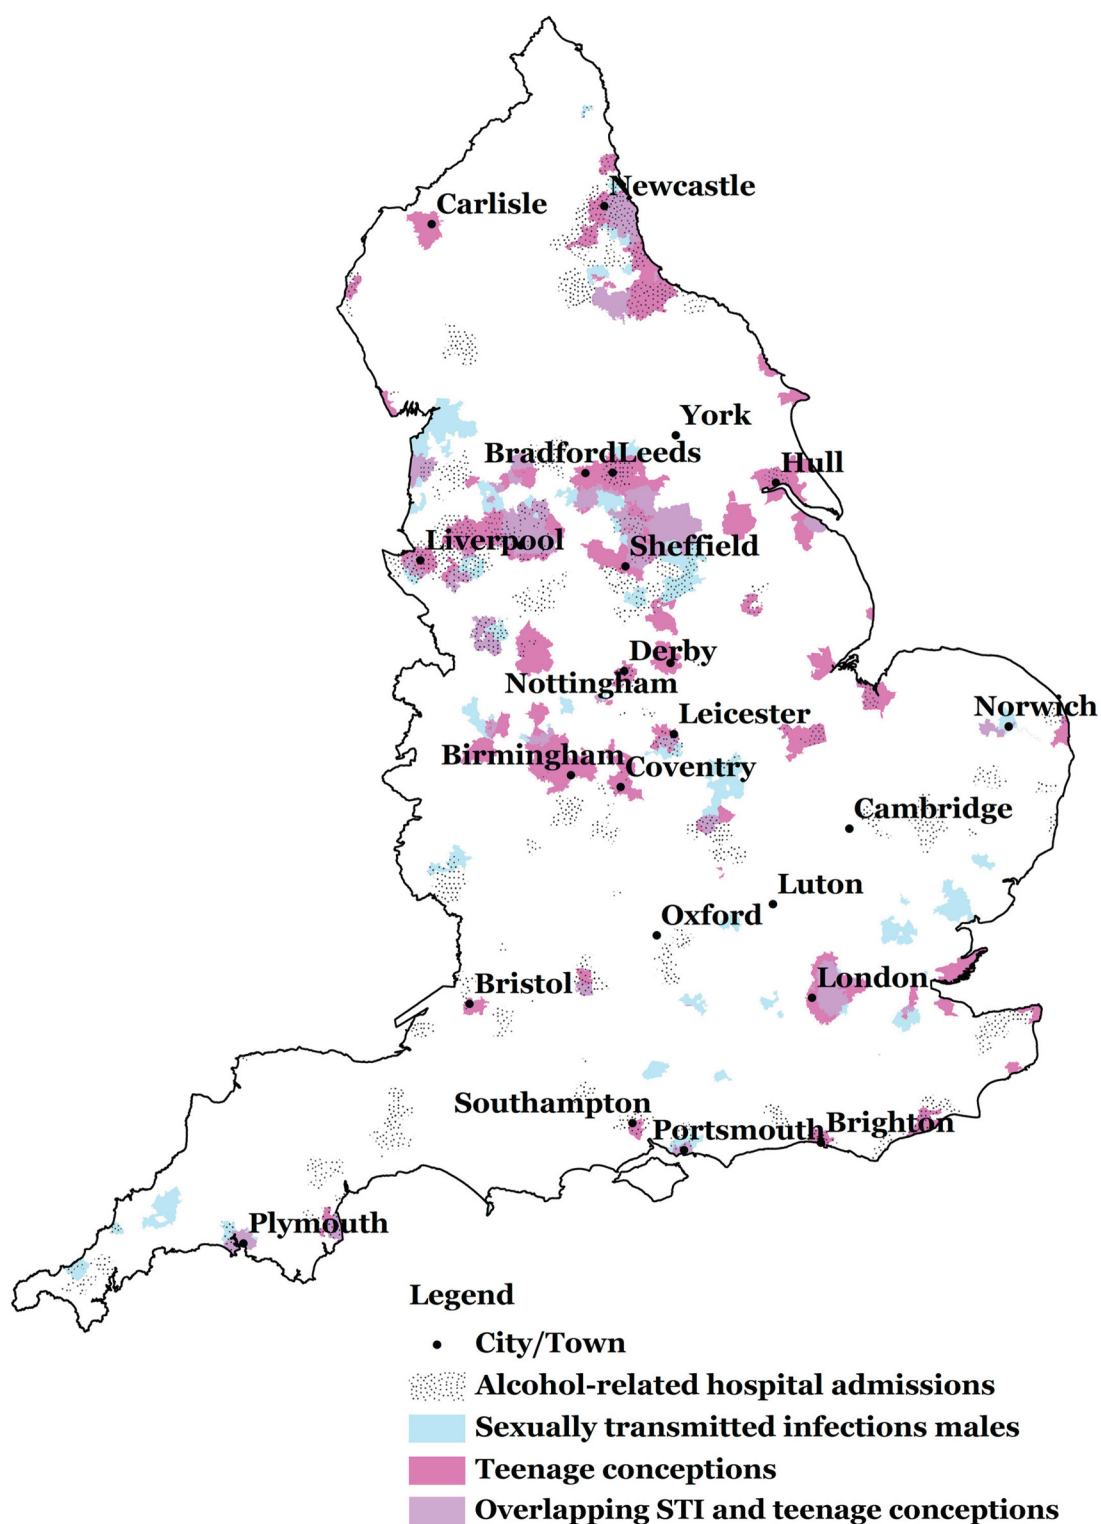 Newcastle
Carlisle
York
Bradford Leeds
Hull
Liverpool
Sheffield
Derby
Nottingham
Norwich
Leicester
Birmingham
Coventry
Cambridge
Luton
Oxford
London
Bristol
Southampton
Portsmouth
Brighton
Plymouth
Legend
City/Town
Alcohol-related hospital admissions
Sexually transmitted infections males
Teenage conceptions
Overlapping STI and teenage conceptions